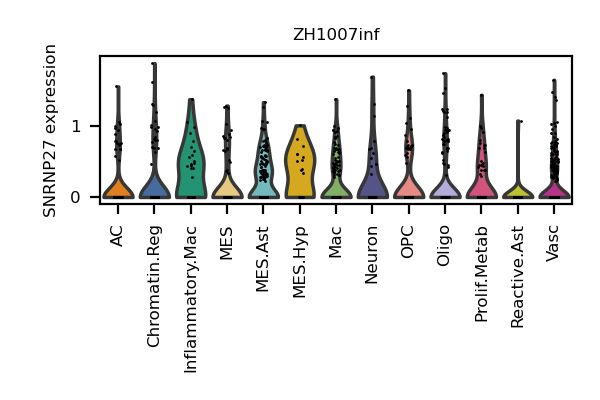 ZH1007inf
SNRNP27 expression
1
0
AC
Chromatin.Reg
Inflammatory.Mac
MES
MES.Ast
MES.Hyp
Mac
Neuron
OPC
Oligo
Prolif.Metab
Reactive.Ast
Vasc